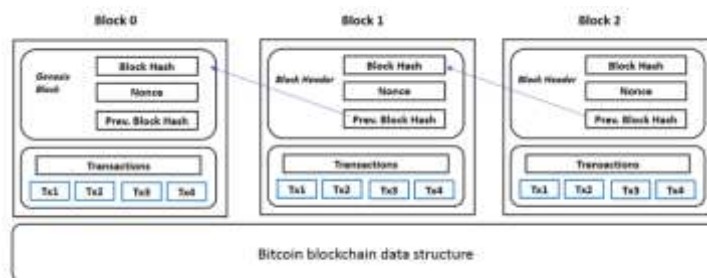 Block 0
Block 1
Block 2
Genesis
Block
Block Hash
Nonce
Prev. Block Hash
Transactions
Tx1 Tx2 Tx3 Tx4
Block Header
Block Hash
Nonce
Prev. Block Hash
Transactions
Tx1 Tx2 Tx3 Tx4
Block Header
Block Hash
Nonce
Prev. Block Hash
Transactions
Tx1 Tx2 Tx3 Tx4
Bitcoin blockchain data structure